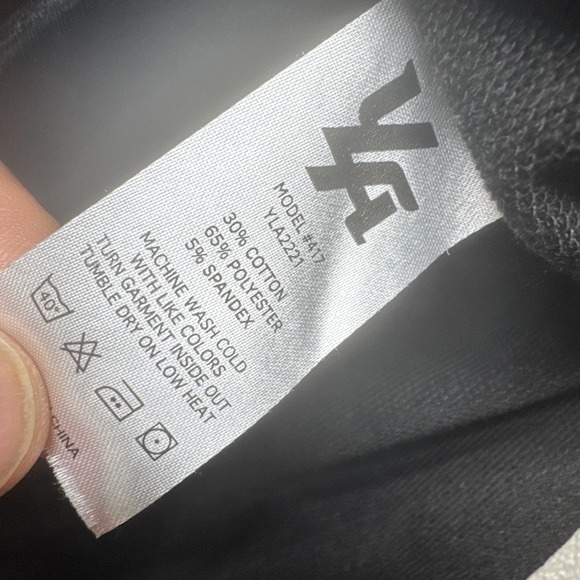 YLA
MODEL #417
YLA2221
30% COTTON
65% POLYESTER
5% SPANDEX
MACHINE WASH COLD
WITH LIKE COLORS
TURN GARMENT INSIDE OUT
TUMBLE DRY ON LOW HEAT
40°
CHINA